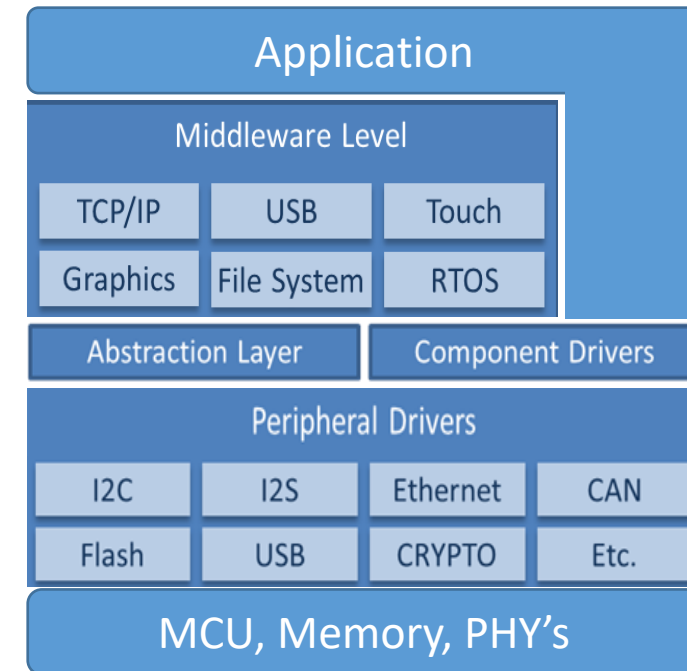 Application
Middleware Level
TCP/IP USB Touch
Graphics File System RTOS
Abstraction Layer Component Drivers
Peripheral Drivers
I2C I2S Ethernet CAN
Flash USB CRYPTO Etc.
MCU, Memory, PHY’s